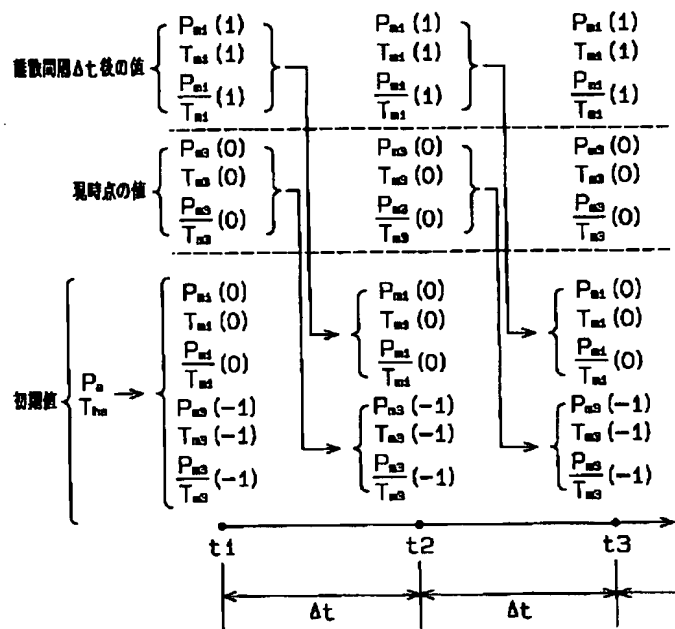 Pm1(1) Pm1(1) Pm1(1)
離散間隔Δt後の値 Tm1(1) Tm1(1) Tm1(1)
Pm1/Tm1(1) Pm1/Tm1(1) Pm1/Tm1(1)
Pm3(0) Pm3(0) Pm3(0)
現時点の値 Tm3(0) Tm3(0) Tm3(0)
Pm3/Tm3(0) Pm3/Tm3(0) Pm3/Tm3(0)
Pm1(0) Pm1(0) Pm1(0)
Tm1(0) Tm1(0) Tm1(0)
Pm1/Tm1(0) Pm1/Tm1(0) Pm1/Tm1(0)
初期値 Pa
Tha
Pm3(-1) Pm3(-1) Pm3(-1)
Tm3(-1) Tm3(-1) Tm3(-1)
Pm3/Tm3(-1) Pm3/Tm3(-1) Pm3/Tm3(-1)
t1 t2 t3
Δt Δt